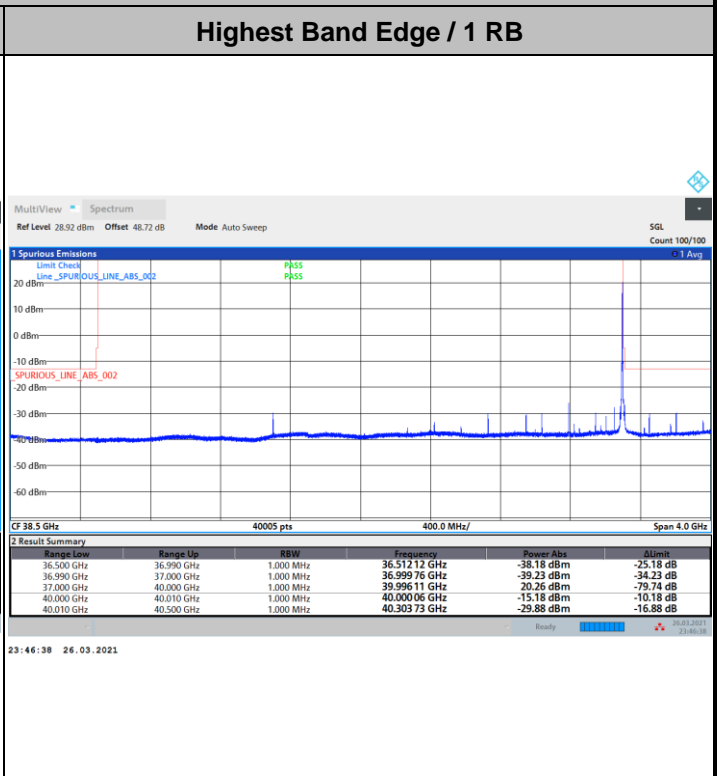 Highest Band Edge / 1 RB
MultiView Spectrum
Ref Level 28.92 dBm Offset 48.72 dB Mode Auto Sweep SGL
Count 100/100
1 Spurious Emissions 1 Avg
Limit Check PASS
Line _SPURIOUS_LINE_ABS_002 PASS
20 dBm
10 dBm
0 dBm
-10 dBm
_SPURIOUS_LINE_ABS_002
-20 dBm
-30 dBm
-40 dBm
-50 dBm
-60 dBm
CF 38.5 GHz 40005 pts 400.0 MHz/ Span 4.0 GHz
2 Result Summary
Range Low Range Up RBW Frequency Power Abs ΔLimit
36.500 GHz 36.990 GHz 1.000 MHz 36.512 12 GHz -38.18 dBm -25.18 dB
36.990 GHz 37.000 GHz 1.000 MHz 36.999 76 GHz -39.23 dBm -34.23 dB
37.000 GHz 40.000 GHz 1.000 MHz 39.996 11 GHz 20.26 dBm -79.74 dB
40.000 GHz 40.010 GHz 1.000 MHz 40.000 06 GHz -15.18 dBm -10.18 dB
40.010 GHz 40.500 GHz 1.000 MHz 40.303 73 GHz -29.88 dBm -16.88 dB
Ready 26.03.2021
23:46:38
23:46:38 26.03.2021